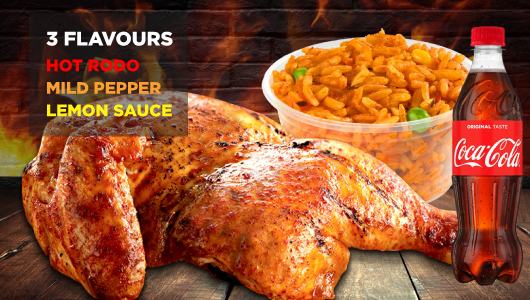 3 FLAVOURS
HOT RODO
MILD PEPPER
LEMON SAUCE
ORIGINAL TASTE
Coca-Cola